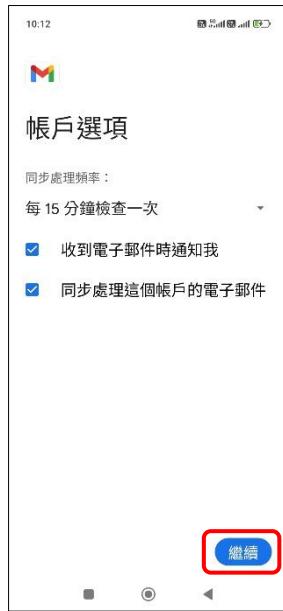 10:12
帳戶選項
同步處理頻率：
每 15 分鐘檢查一次
收到電子郵件時通知我
同步處理這個帳戶的電子郵件
繼續